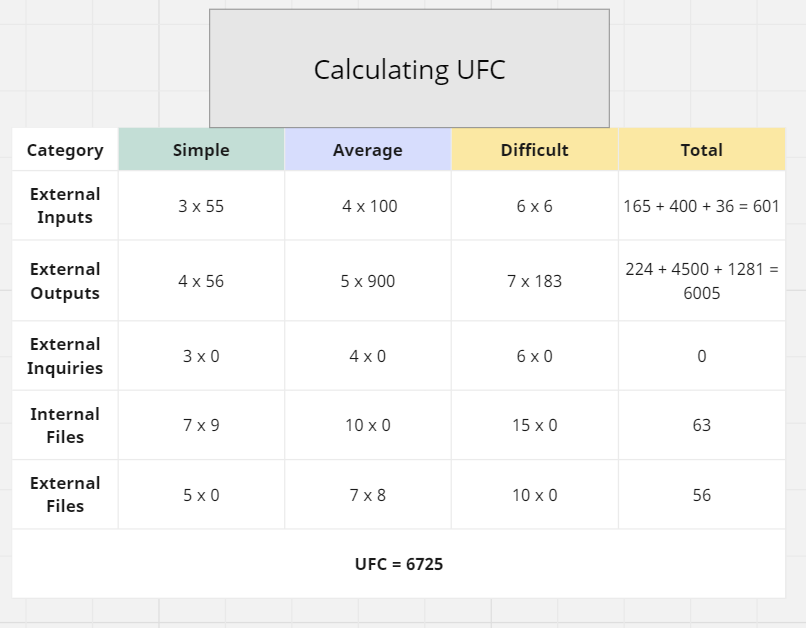 Calculating UFC
Category Simple Average Difficult Total
External
Inputs
3 x 55 4 x 100 6 x 6 165 + 400 + 36 = 601
External
Outputs
4 x 56 5 x 900 7 x 183 224 + 4500 + 1281 =
6005
External
Inquiries
3 x 0 4 x 0 6 x 0 0
Internal
Files
7 x 9 10 x 0 15 x 0 63
External
Files
5 x 0 7 x 8 10 x 0 56
UFC = 6725